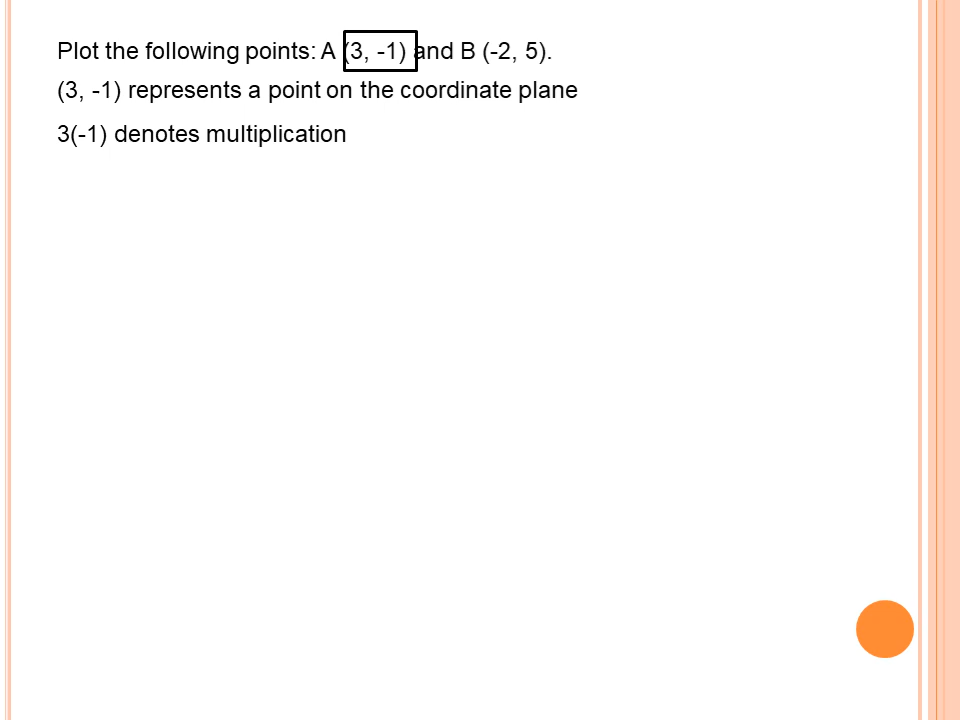 Plot the following points: A (3, -1) and B (-2, 5).
(3, -1) represents a point on the coordinate plane
3(-1) denotes multiplication